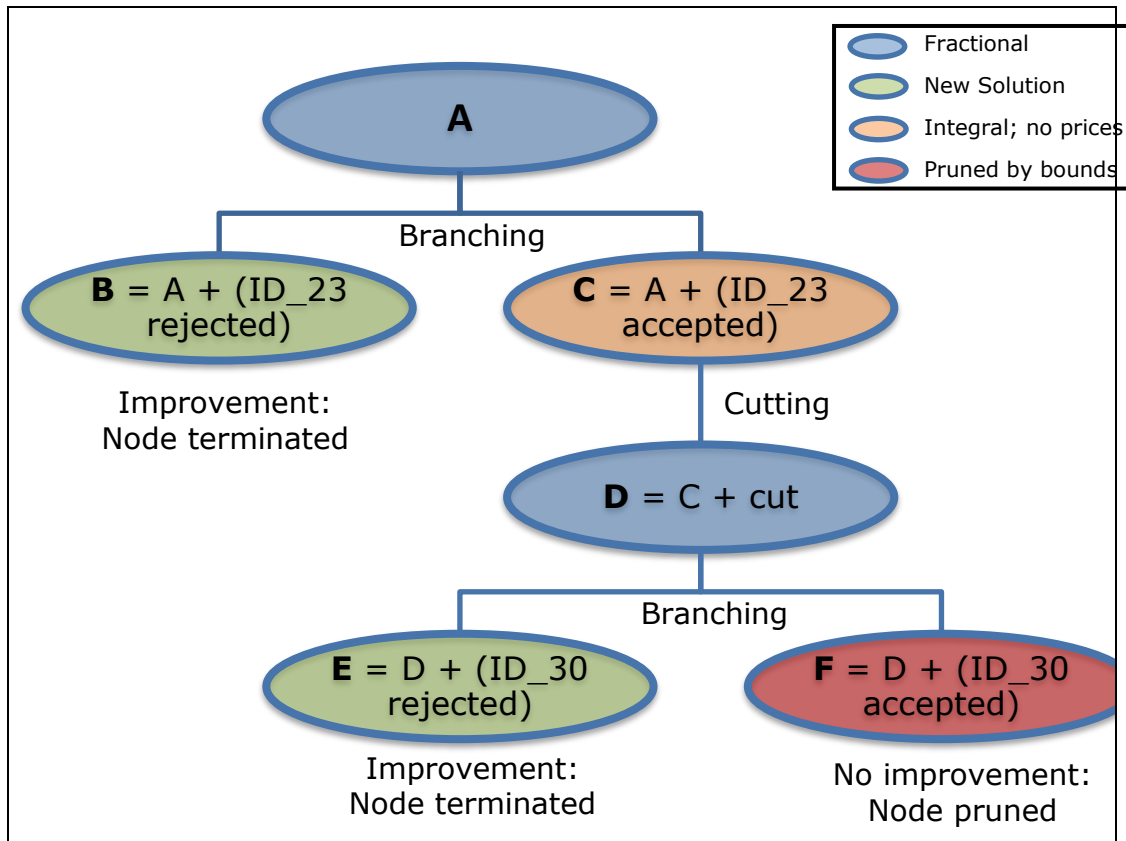 Fractional
New Solution
Integral; no prices
Pruned by bounds
A
Branching
B = A + (ID_23
rejected)
C = A + (ID_23
accepted)
Improvement:
Node terminated
Cutting
D = C + cut
Branching
E = D + (ID_30
rejected)
F = D + (ID_30
accepted)
Improvement:
Node terminated
No improvement:
Node pruned